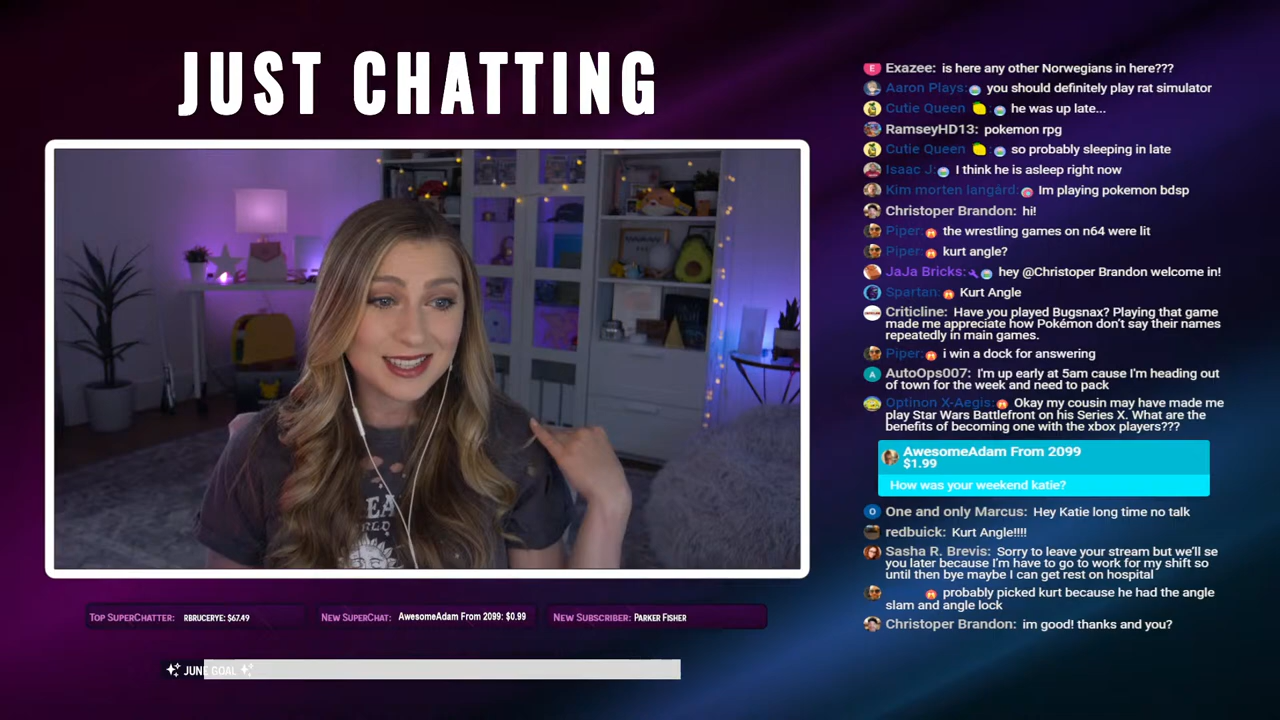 JUST CHATTING
Exazee: is here any other Norwegians in here???
Aaron Plays: you should definitely play rat simulator
Cutie Queen : he was up late...
RamseyHD13: pokemon rpg
Cutie Queen : so probably sleeping in late
Isaac J: I think he is asleep right now
Kim morten langård: Im playing pokemon bdsp
Christoper Brandon: hi!
Piper: the wrestling games on n64 were lit
Piper: kurt angle?
JaJa Bricks: hey @Christoper Brandon welcome in!
Spartan: Kurt Angle
Criticline: Have you played Bugsnax? Playing that game
made me appreciate how Pokémon don't say their names
repeatedly in main games.
Piper: i win a dock for answering
AutoOps007: I'm up early at 5am cause I'm heading out
of town for the week and need to pack
Optinon X-Aegis: Okay my cousin may have made me
play Star Wars Battlefront on his Series X. What are the
benefits of becoming one with the xbox players???
AwesomeAdam From 2099
$1.99
How was your weekend katie?
One and only Marcus: Hey Katie long time no talk
redbuick: Kurt Angle!!!!
Sasha R. Brevis: Sorry to leave your stream but we'll se
you later because I'm have to go to work for my shift so
until then bye maybe I can get rest on hospital
probably picked kurt because he had the angle
slam and angle lock
Christoper Brandon: im good! thanks and you?
TOP SUPERCHATTER: RBRUCERYE: $67.49
NEW SUPERCHAT: AwesomeAdam From 2099: $0.99
NEW SUBSCRIBER: PARKER FISHER
JUNE GOAL